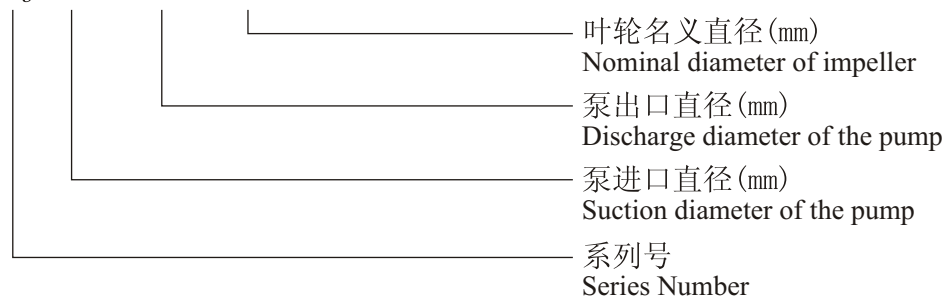 叶轮名义直径(mm)
Nominal diameter of impeller
泵出口直径(mm)
Discharge diameter of the pump
泵进口直径(mm)
Suction diameter of the pump
系列号
Series Number